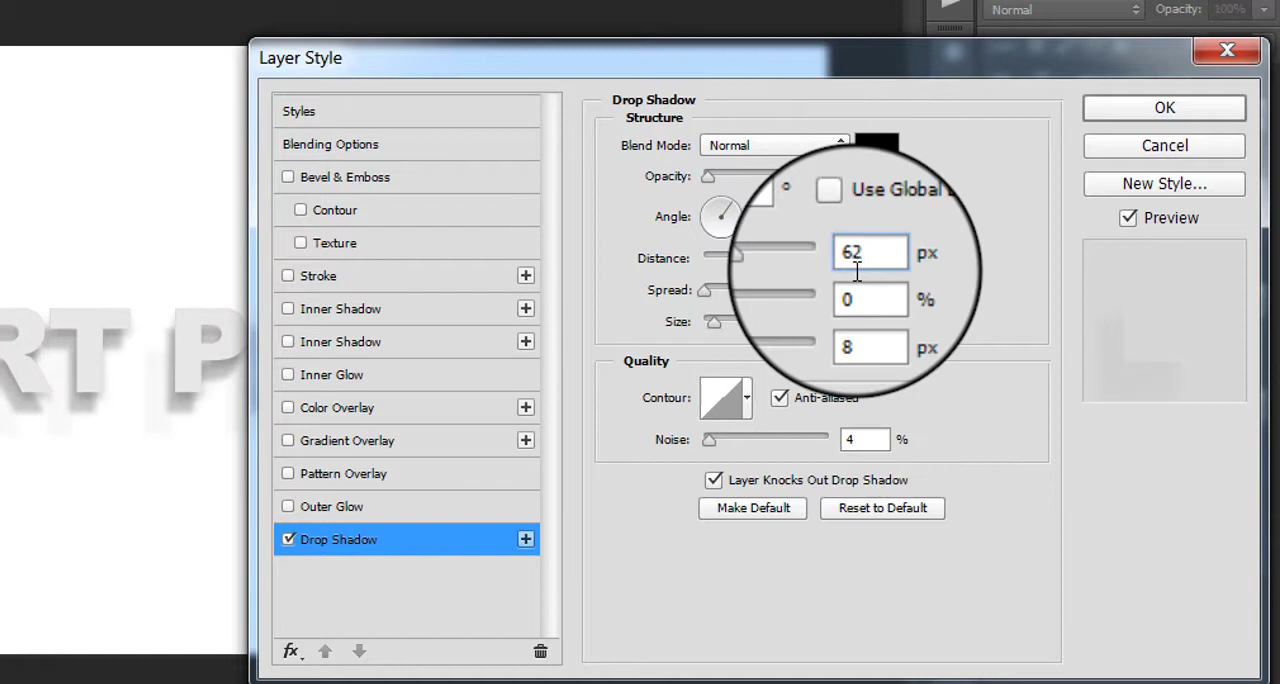 Normal Opacity: 100%
Layer Style
Styles
Blending Options
Bevel & Emboss
Contour
Texture
Stroke
Inner Shadow
Inner Shadow
Inner Glow
Color Overlay
Gradient Overlay
Pattern Overlay
Outer Glow
Drop Shadow
fx
RT P
Drop Shadow
Structure
Blend Mode: Normal
Opacity:
Angle: ° Use Global
Distance: 62 px
Spread: 0 %
Size: 8 px
Quality
Contour: Anti-aliased
Noise: 4 %
Layer Knocks Out Drop Shadow
Make Default Reset to Default
OK
Cancel
New Style...
Preview